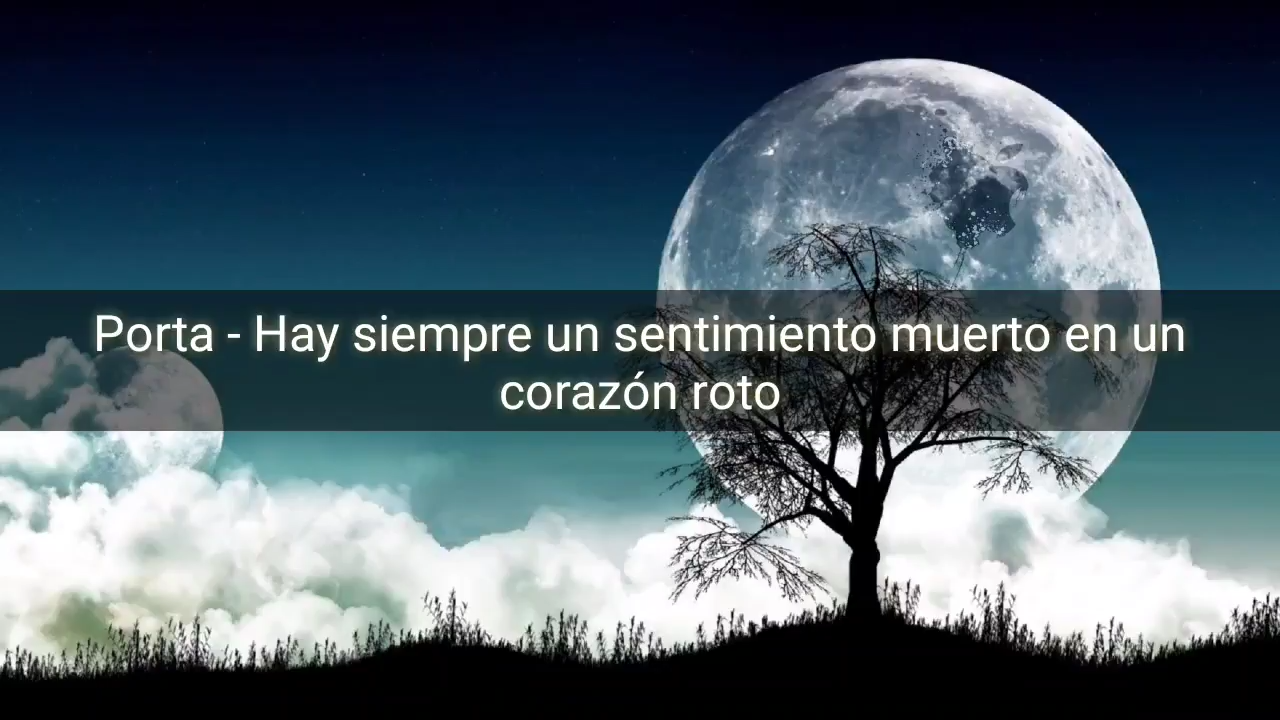 Porta - Hay siempre un sentimiento muerto en un
corazón roto